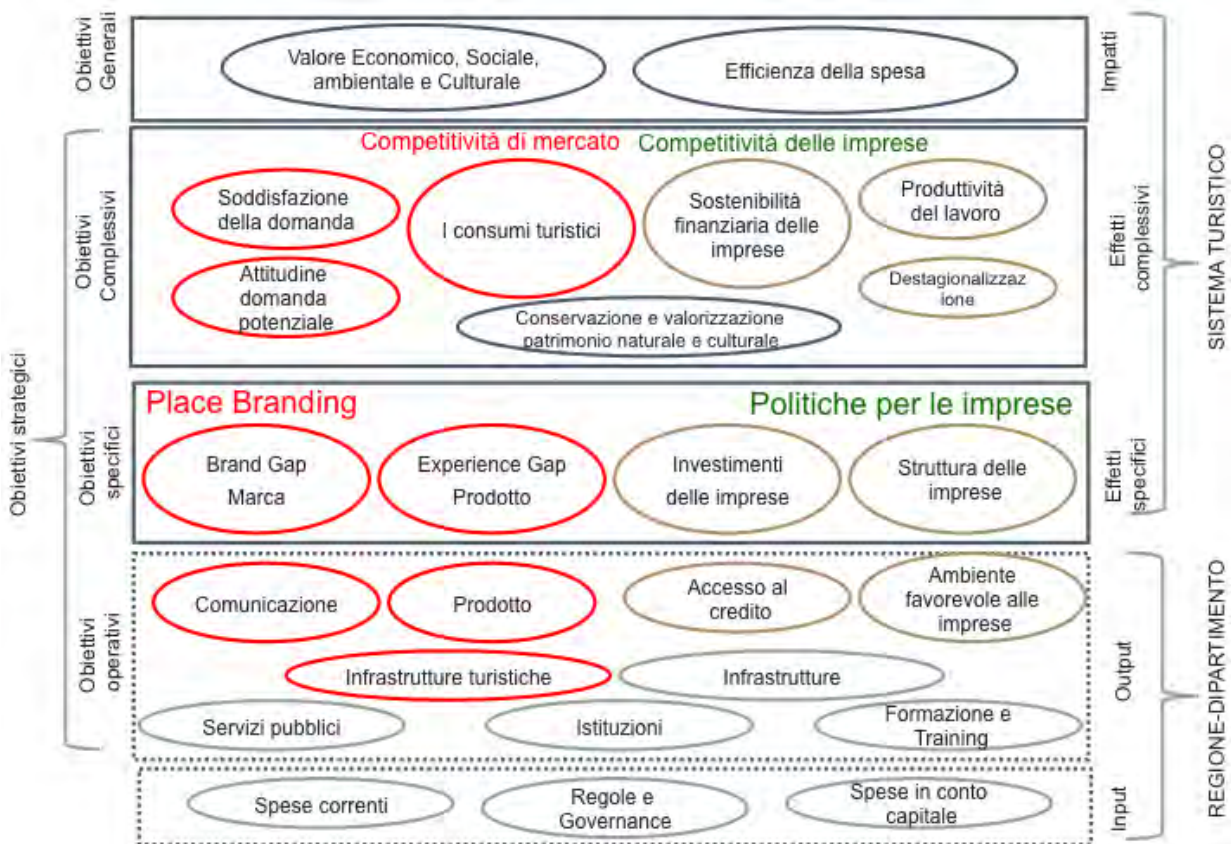 Obiettivi
Generali
Valore Economico, Sociale,
ambientale e Culturale
Efficienza della spesa
Impatti
Obiettivi strategici
Obiettivi
Complessivi
Competitività di mercato
Competitività delle imprese
Soddisfazione
della domanda
I consumi turistici
Sostenibilità
finanziaria delle
imprese
Produttività
del lavoro
Attitudine
domanda
potenziale
Destagionalizzaz
ione
Conservazione e valorizzazione
patrimonio naturale e culturale
Effetti
complessivi
SISTEMA TURISTICO
Obiettivi
specifici
Place Branding
Politiche per le imprese
Brand Gap
Marca
Experience Gap
Prodotto
Investimenti
delle imprese
Struttura delle
imprese
Effetti
specifici
Obiettivi
operativi
Comunicazione
Prodotto
Accesso al
credito
Ambiente
favorevole alle
imprese
Infrastrutture turistiche
Infrastrutture
Servizi pubblici
Istituzioni
Formazione e
Training
Output
REGIONE-DIPARTIMENTO
Spese correnti
Regole e
Governance
Spese in conto
capitale
Input